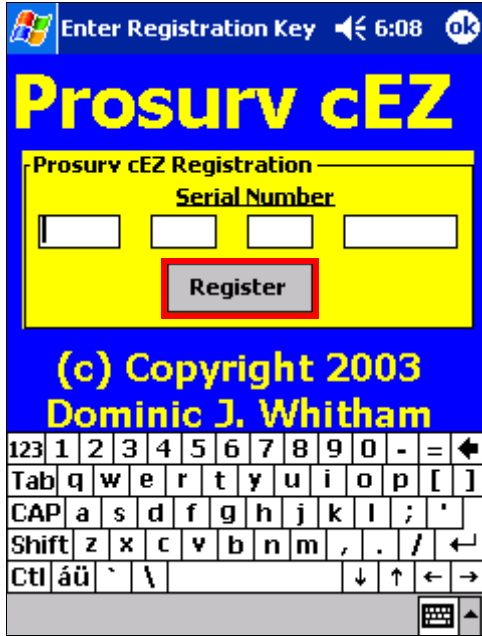 Enter Registration Key 6:08 ok
Prosurv cEZ
Prosurv cEZ Registration
Serial Number
Register
(c) Copyright 2003
Dominic J. Whitham
123 1 2 3 4 5 6 7 8 9 0 - =
Tab q w e r t y u i o p [ ]
CAP a s d f g h j k l ; '
Shift z x c v b n m , . /
Ctl áü ` \